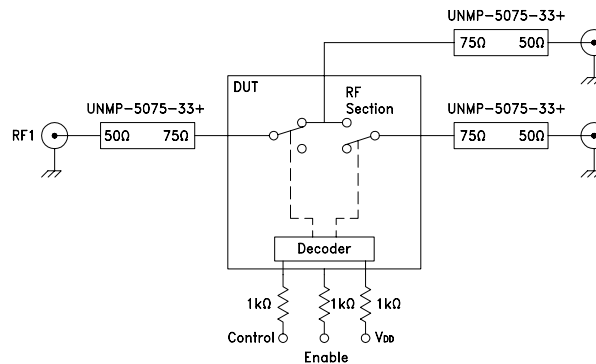 UNMP-5075-33+
75Ω 50Ω
DUT
RF
Section
UNMP-5075-33+
UNMP-5075-33+
RF1
50Ω 75Ω
75Ω 50Ω
Decoder
1kΩ 1kΩ 1kΩ
Control
VDD
Enable